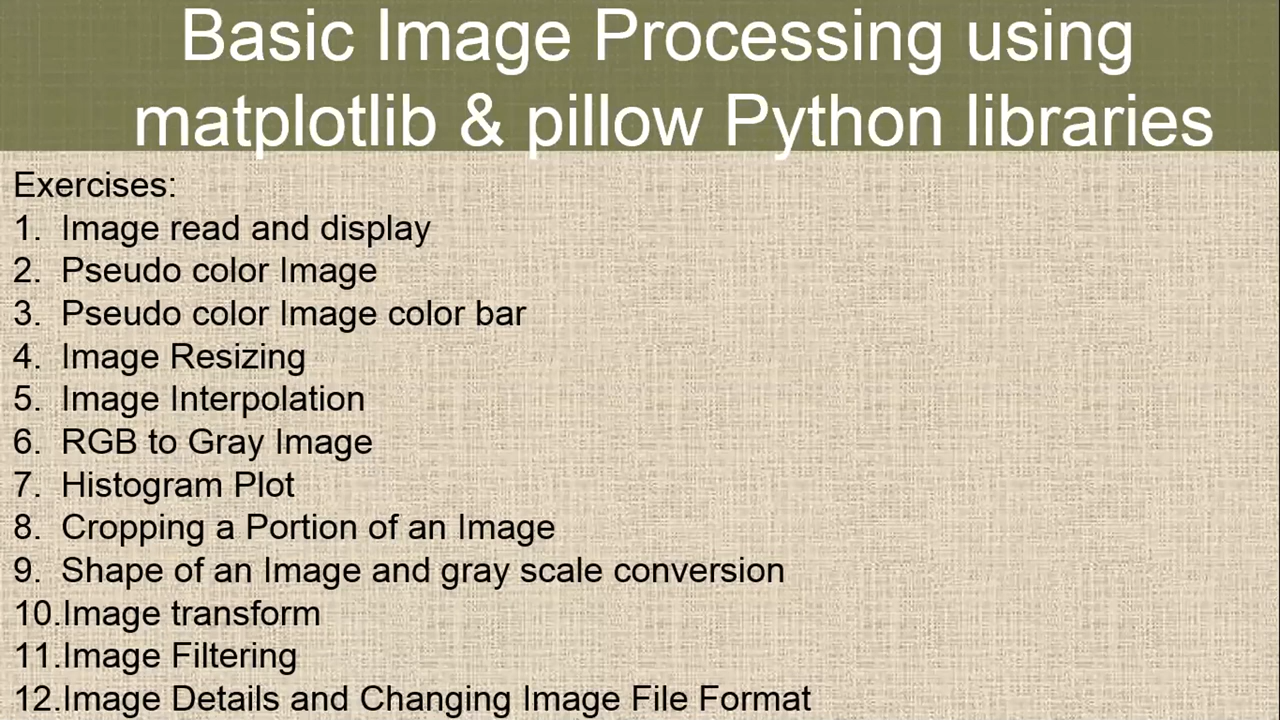 Basic Image Processing using
matplotlib & pillow Python libraries
Exercises:
1. Image read and display
2. Pseudo color Image
3. Pseudo color Image color bar
4. Image Resizing
5. Image Interpolation
6. RGB to Gray Image
7. Histogram Plot
8. Cropping a Portion of an Image
9. Shape of an Image and gray scale conversion
10.Image transform
11.Image Filtering
12.Image Details and Changing Image File Format